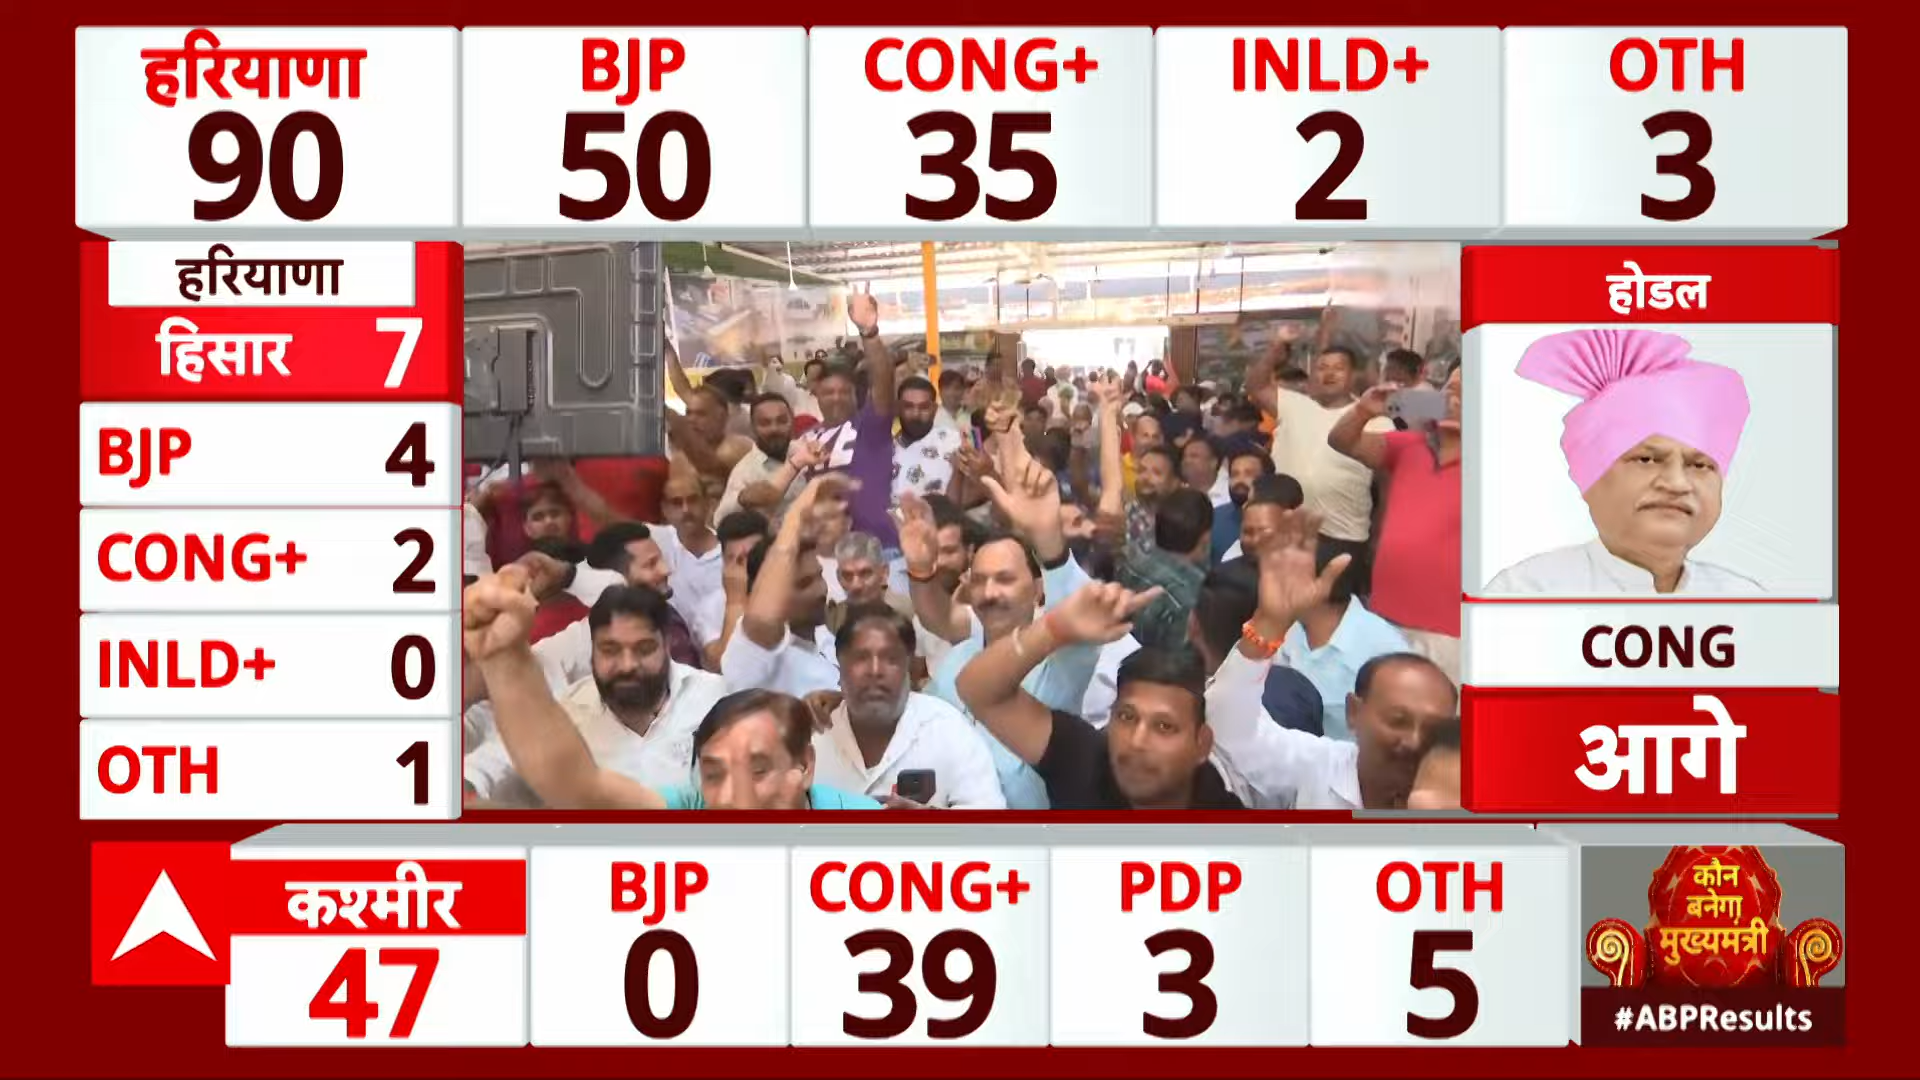 हरियाणा
90
BJP
50
CONG+
35
INLD+
2
OTH
3
हरियाणा
हिसार 7
BJP 4
CONG+ 2
INLD+ 0
OTH 1
होडल
CONG
आगे
कश्मीर
47
BJP
0
CONG+
39
PDP
3
OTH
5
कौन
बनेगा
मुख्यमंत्री
#ABPResults